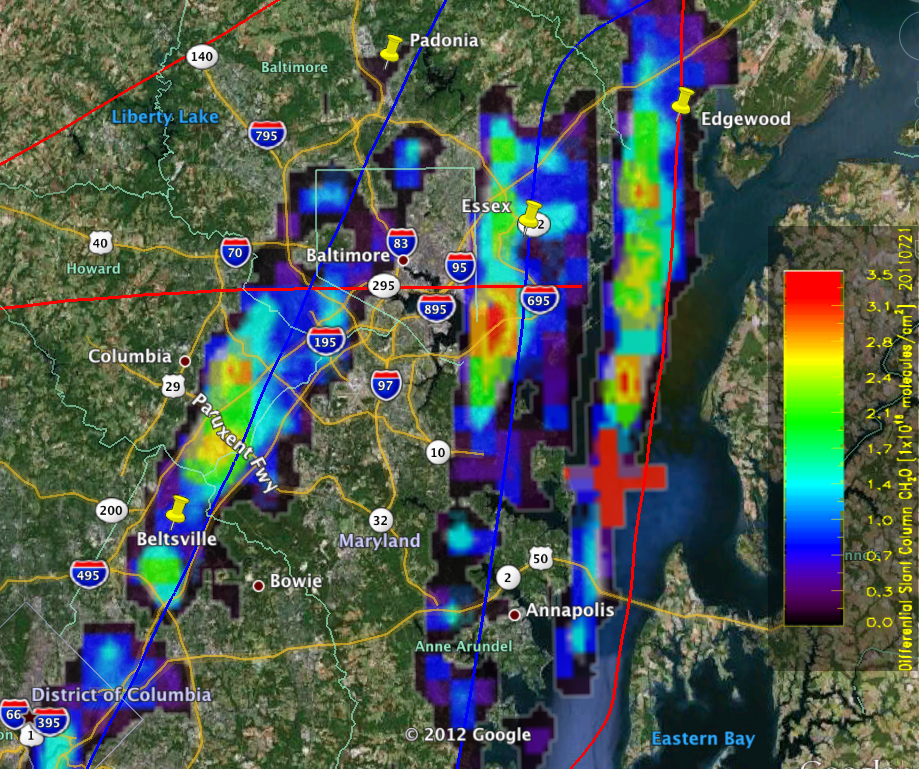 Padonia
140
Baltimore
Liberty Lake
795
Edgewood
Essex
2
40
70
83
Howard
Baltimore
95
295
695
895
195
Columbia
29
97
Patuxent Fwy
10
200
32
Beltsville
Maryland
495
50
Bowie
2
Annapolis
Anne Arundel
District of Columbia
66
395
1
© 2012 Google
Eastern Bay
3.5
3.1
2.8
2.4
2.1
1.7
1.4
1.0
0.7
0.3
0.0
Differential Slant Column CH₂O [1x10¹⁶ molecules/cm²] 20110721